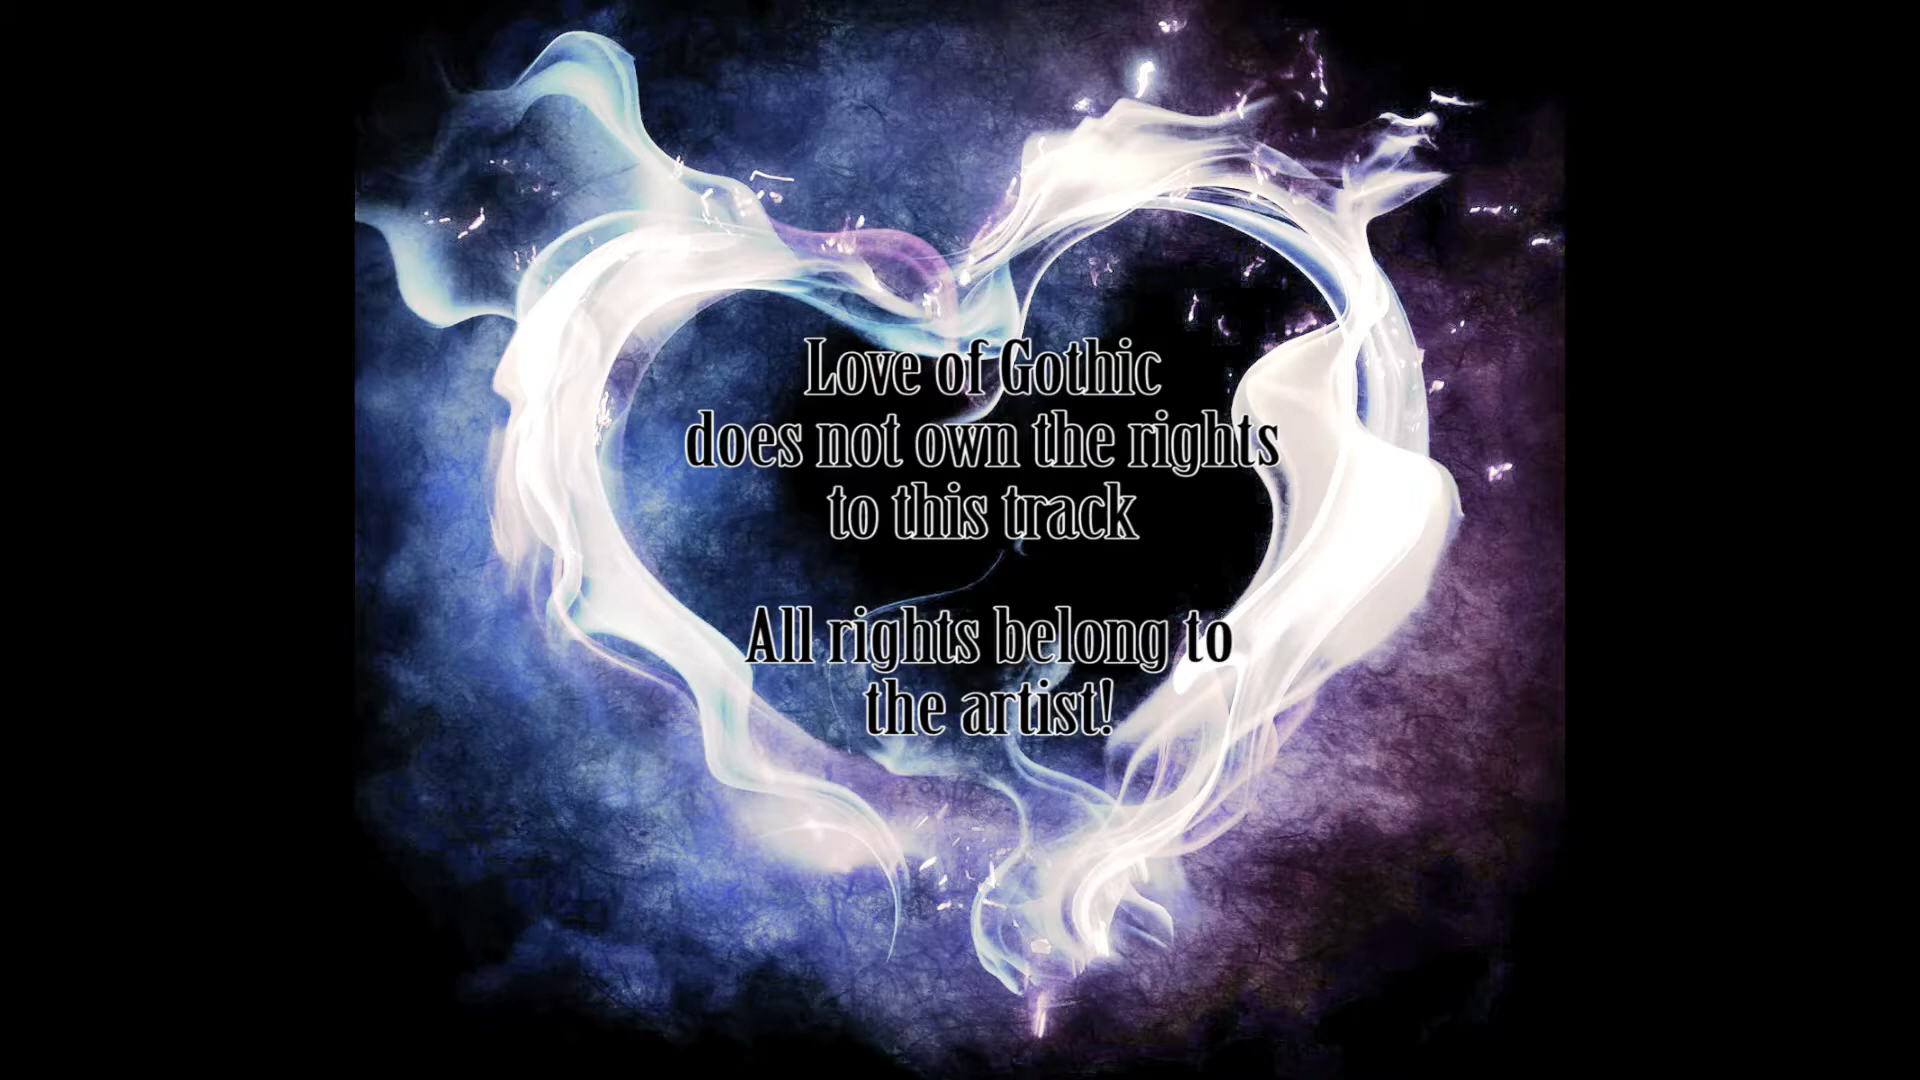 Love of Gothic
does not own the rights
to this track
All rights belong to
the artist!